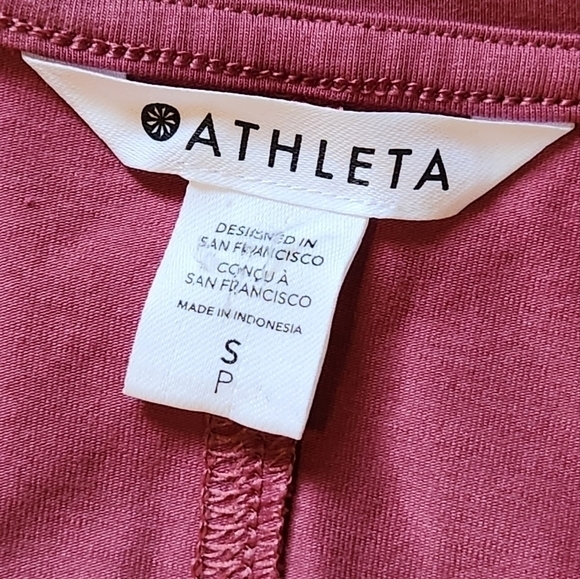 ATHLETA
DESIGNED IN
SAN FRANCISCO
CONÇU À
SAN FRANCISCO
MADE IN INDONESIA
S
P